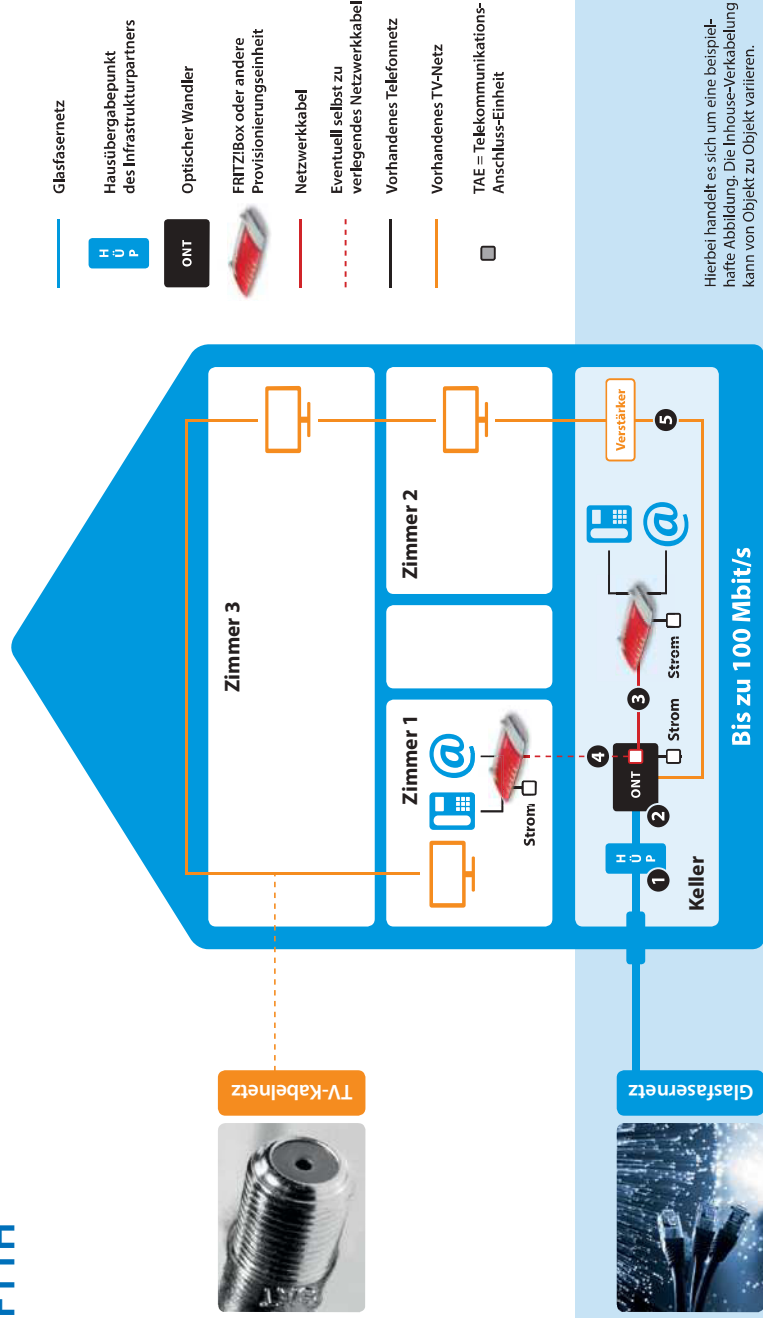 FTTH
TV-Kabelnetz
Glasfasernetz
Zimmer 3
Zimmer 1
Zimmer 2
Strom
Keller
H
Ü
P
ONT
1
2
3
4
5
Strom
Strom
Verstärker
Bis zu 100 Mbit/s
Glasfasernetz
H
Ü
P
Hausübergabepunkt
des Infrastrukturpartners
ONT
Optischer Wandler
FRITZ!Box oder andere
Provisionierungseinheit
Netzwerkkabel
Eventuell selbst zu
verlegendes Netzwerkkabel
Vorhandenes Telefonnetz
Vorhandenes TV-Netz
TAE = Telekommunikations-
Anschluss-Einheit
Hierbei handelt es sich um eine beispiel-
hafte Abbildung. Die Inhouse-Verkabelung
kann von Objekt zu Objekt variieren.